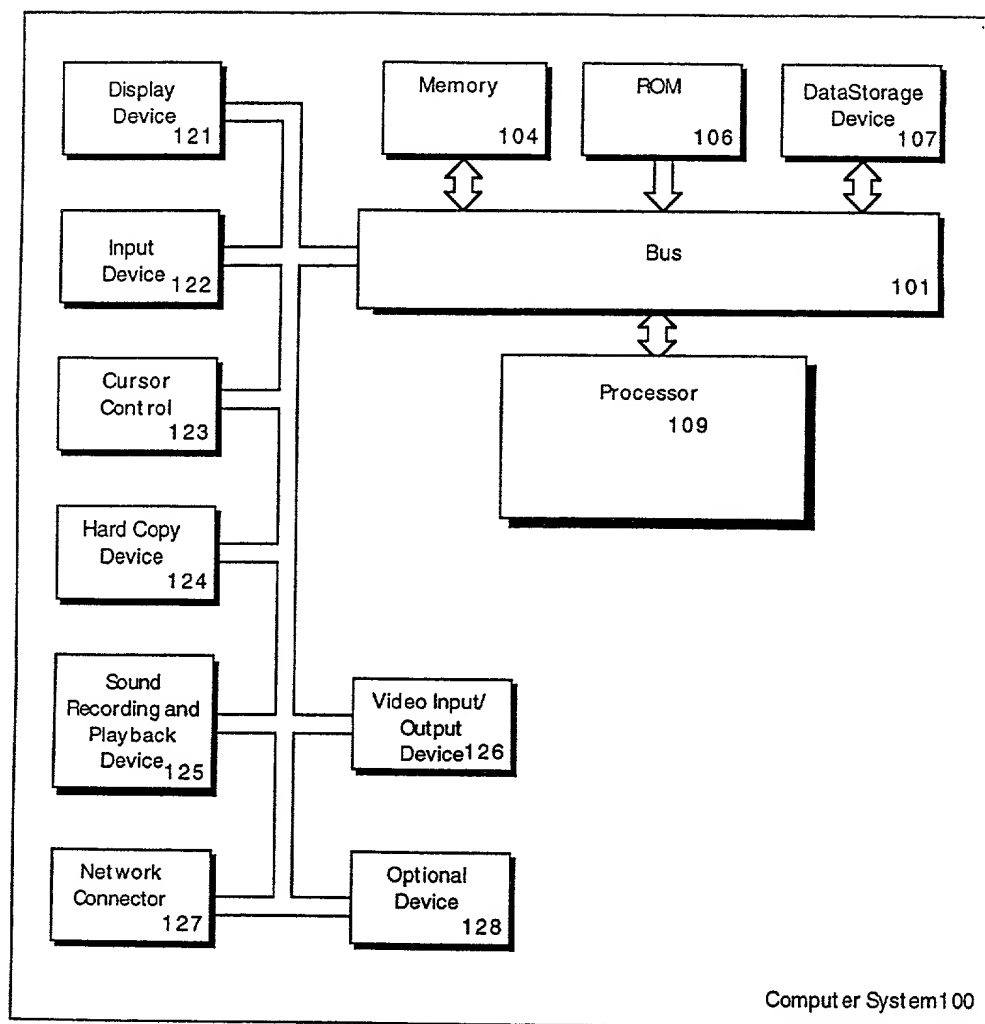 Display
Device
121
Memory
104
ROM
106
DataStorage
Device
107
Input
Device
122
Bus
101
Cursor
Control
123
Processor
109
Hard Copy
Device
124
Sound
Recording and
Playback
Device
125
Video Input/
Output
Device126
Network
Connector
127
Optional
Device
128
Computer System100